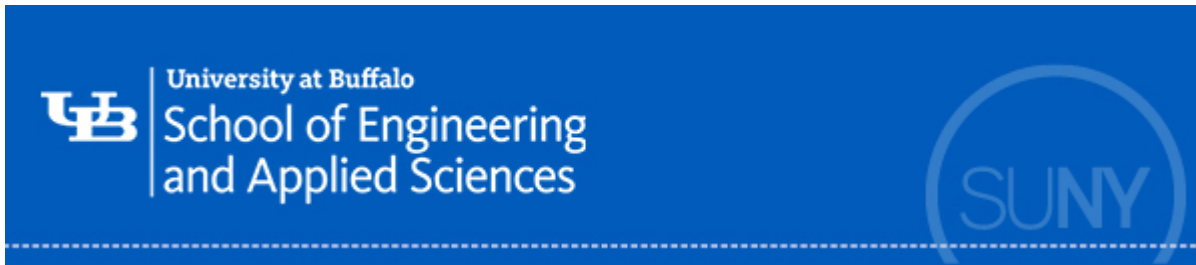 UB
University at Buffalo
School of Engineering
and Applied Sciences
SUNY